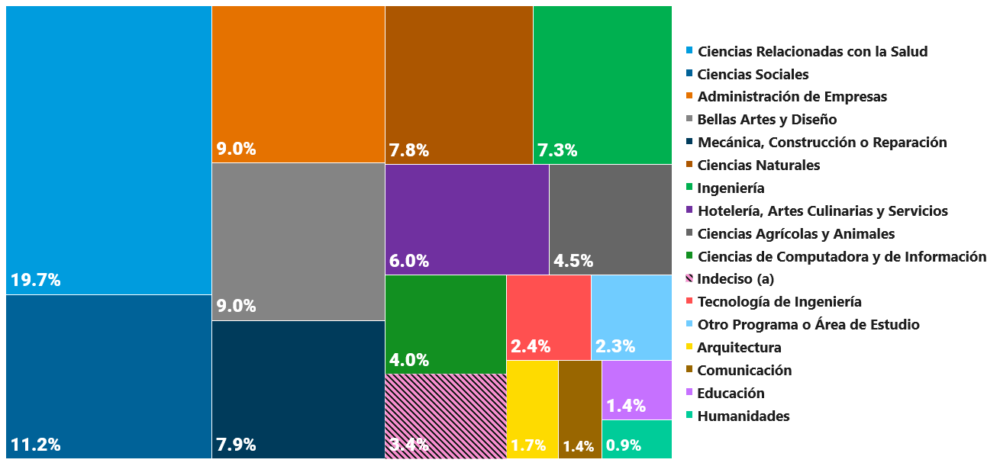 19.7%
11.2%
9.0%
9.0%
7.9%
7.8%
7.3%
6.0%
4.5%
4.0%
3.4%
2.4%
2.3%
1.7%
1.4%
1.4%
0.9%
Ciencias Relacionadas con la Salud
Ciencias Sociales
Administración de Empresas
Bellas Artes y Diseño
Mecánica, Construcción o Reparación
Ciencias Naturales
Ingeniería
Hotelería, Artes Culinarias y Servicios
Ciencias Agrícolas y Animales
Ciencias de Computadora y de Información
Indeciso (a)
Tecnología de Ingeniería
Otro Programa o Área de Estudio
Arquitectura
Comunicación
Educación
Humanidades